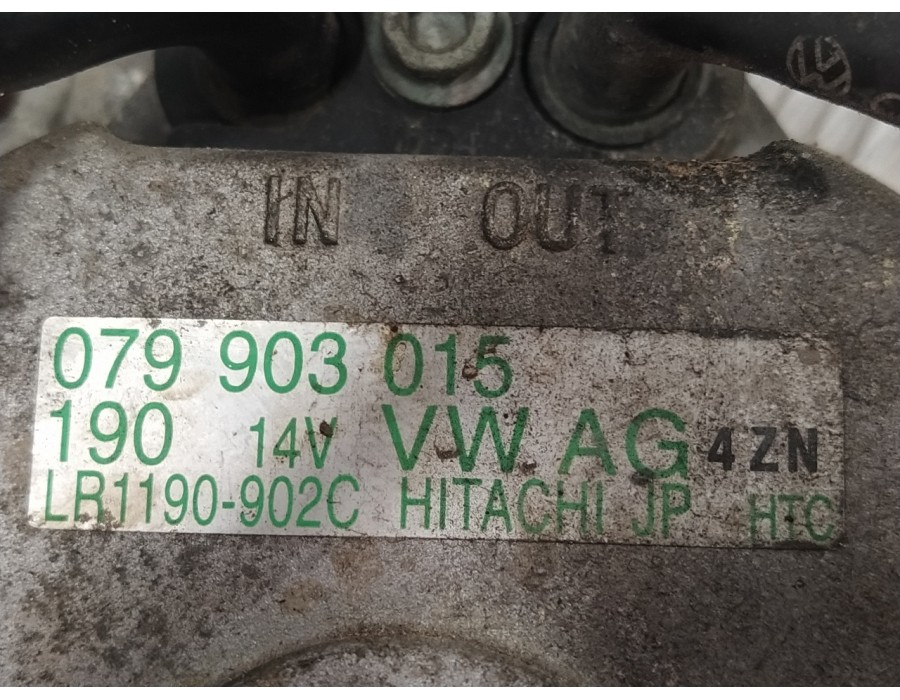 IN OUT
079 903 015
190 14V VW AG 4ZN
LR1190-902C HITACHI JP HTC